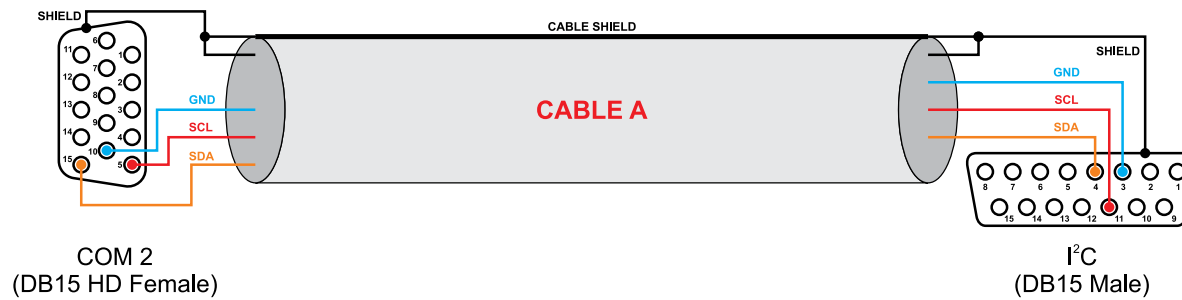 SHIELD
CABLE SHIELD
6
11
1
7
12
2
8
13
3
9
14
4
10
15
5
GND
SCL
SDA
CABLE A
SHIELD
GND
SCL
SDA
8 7 6 5 4 3 2 1
15 14 13 12 11 10 9
COM 2
(DB15 HD Female)
I²C
(DB15 Male)